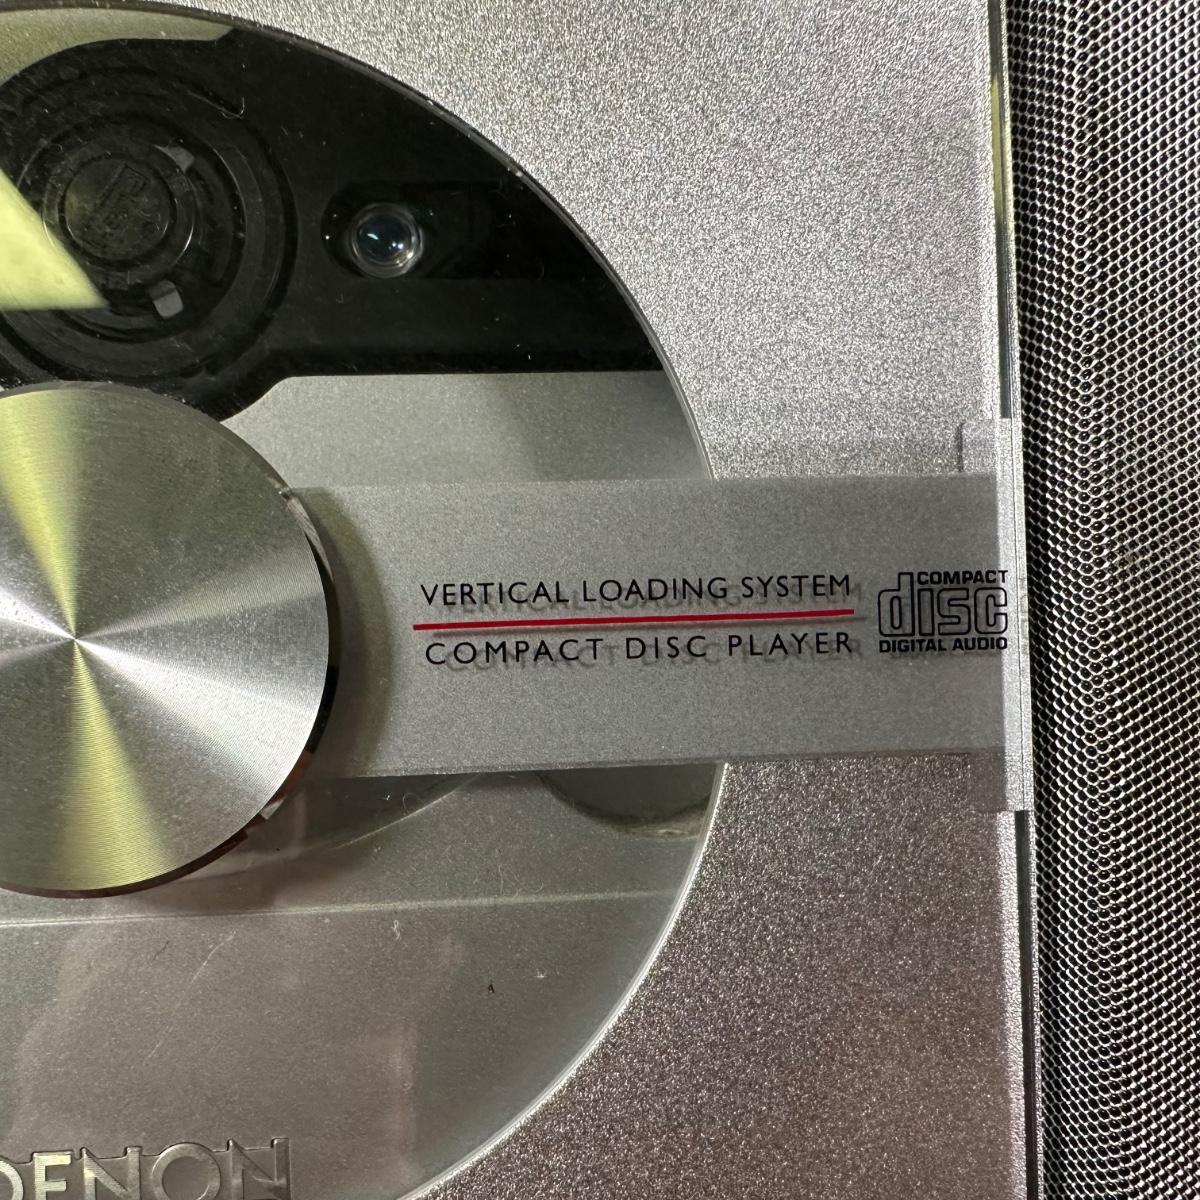 VERTICAL LOADING SYSTEM
COMPACT DISC PLAYER
COMPACT
disc
DIGITAL AUDIO
DENON